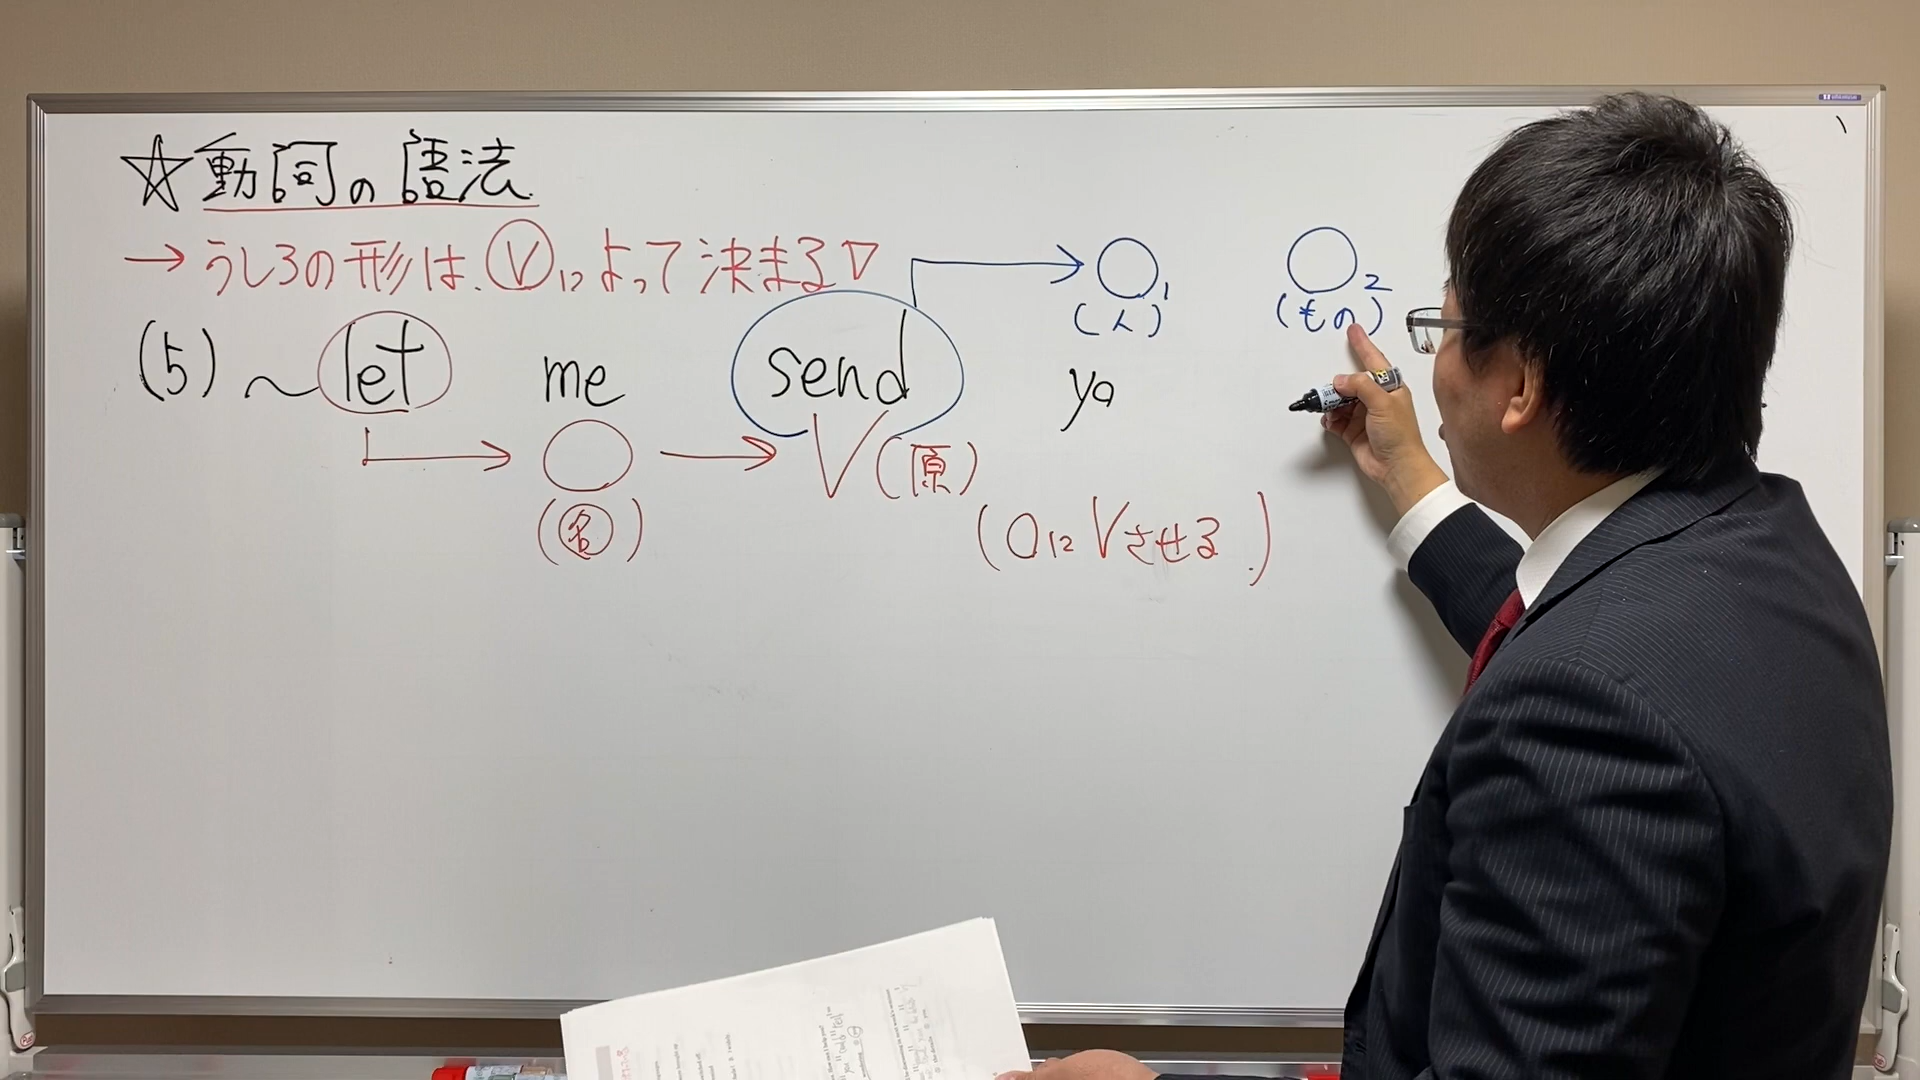 ☆動詞の語法
→うしろの形は、Ⓥによって決まる▽
○₁ ○₂
(人) (もの)
(5) ～let me send yo
○ → V(原)
(名)
(OにVさせる.)